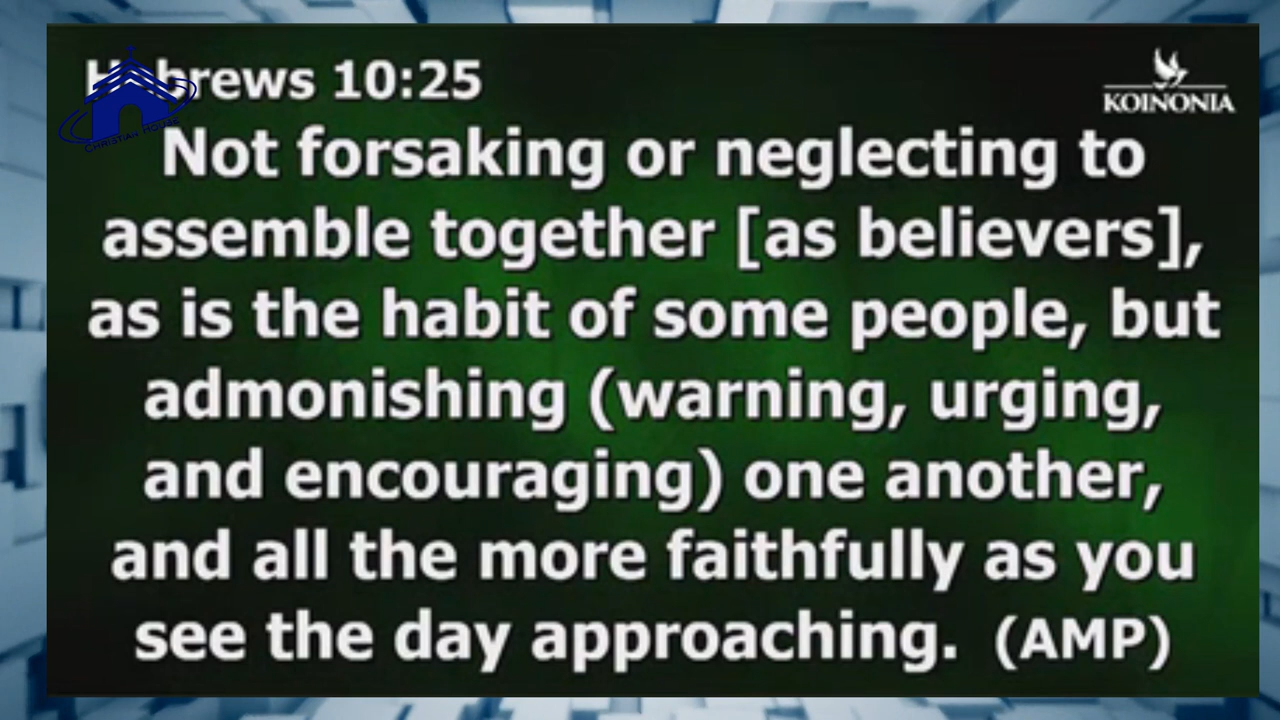 Hebrews 10:25
KOINONIA
CHRISTIAN HOUSE
Not forsaking or neglecting to
assemble together [as believers],
as is the habit of some people, but
admonishing (warning, urging,
and encouraging) one another,
and all the more faithfully as you
see the day approaching. (AMP)